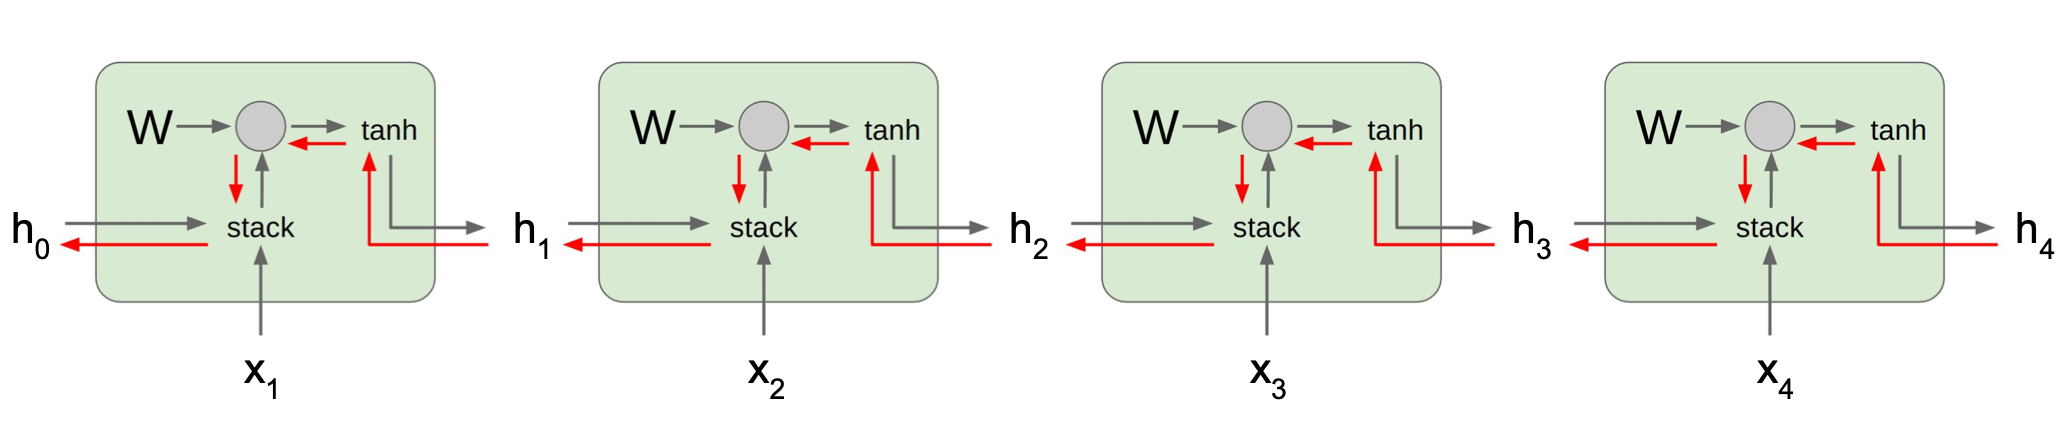 W tanh W tanh W tanh W tanh
h₀ stack h₁ stack h₂ stack h₃ stack h₄
x₁ x₂ x₃ x₄